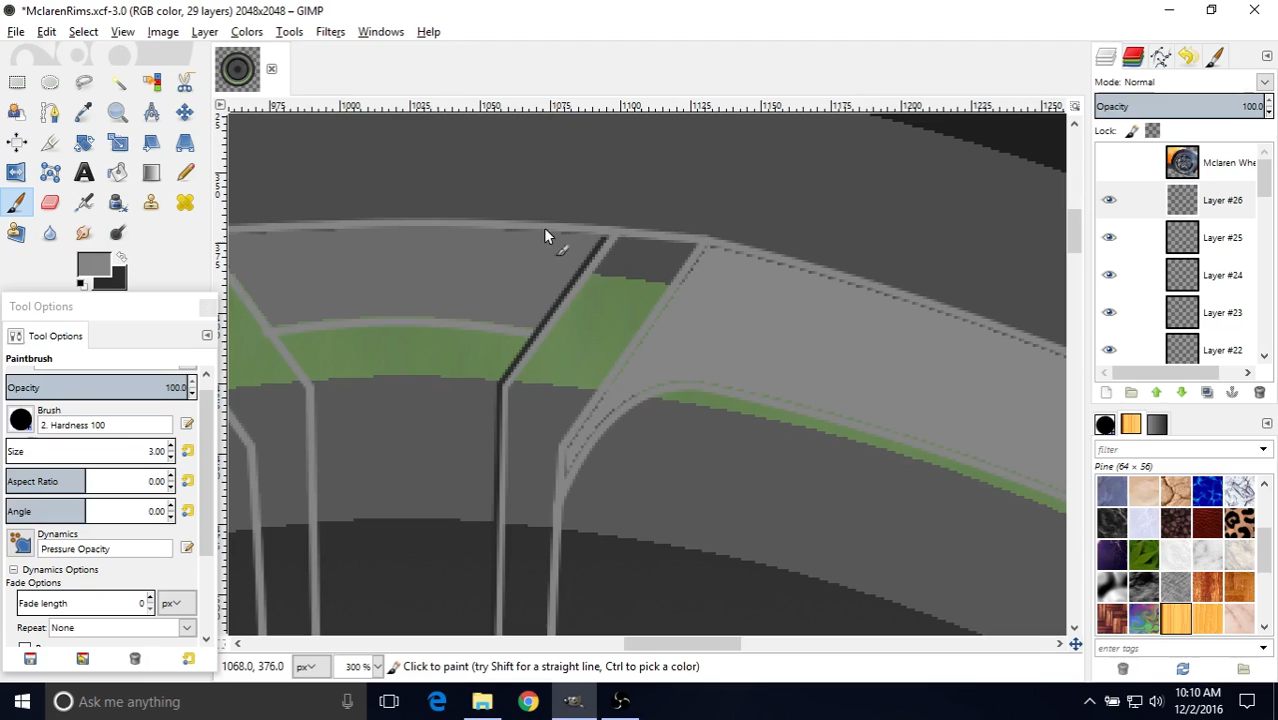 *MclarenRims.xcf-3.0 (RGB color, 29 layers) 2048x2048 – GIMP
File Edit Select View Image Layer Colors Tools Filters Windows Help
Mode: Normal
Opacity 100.0
Lock:
975 1000 1025 1050 1075 1100 1125 1150 1175 1200 1225 1250
Mclaren Whe
Layer #26
Layer #25
Layer #24
Layer #23
Layer #22
Tool Options
Tool Options
Paintbrush
Opacity 100.0
Brush
2. Hardness 100
Size 3.00
Aspect Ratio 0.00
Angle 0.00
Dynamics
Pressure Opacity
Dynamics Options
Fade Options
Fade length 0 px
Repeat: None
filter
Pine (64 × 56)
enter tags
1068.0, 376.0 px 300 % Click to paint (try Shift for a straight line, Ctrl to pick a color)
Ask me anything
10:10 AM
12/2/2016